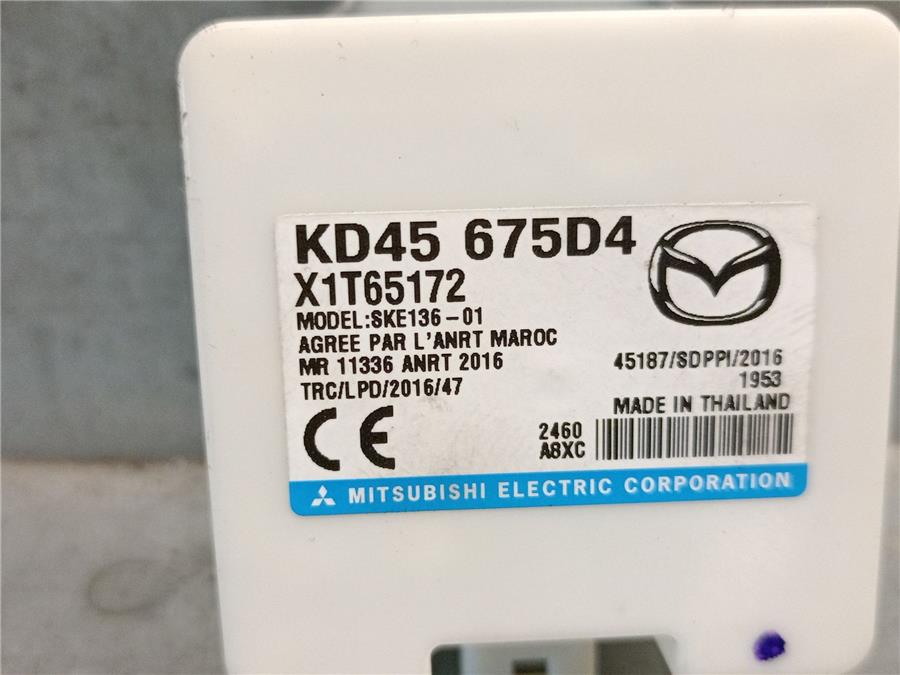 KD45 675D4
X1T65172
MODEL:SKE136-01
AGREE PAR L'ANRT MAROC
MR 11336 ANRT 2016
TRC/LPD/2016/47
45187/SDPPI/2016
1953
MADE IN THAILAND
CE
2460
A8XC
MITSUBISHI ELECTRIC CORPORATION